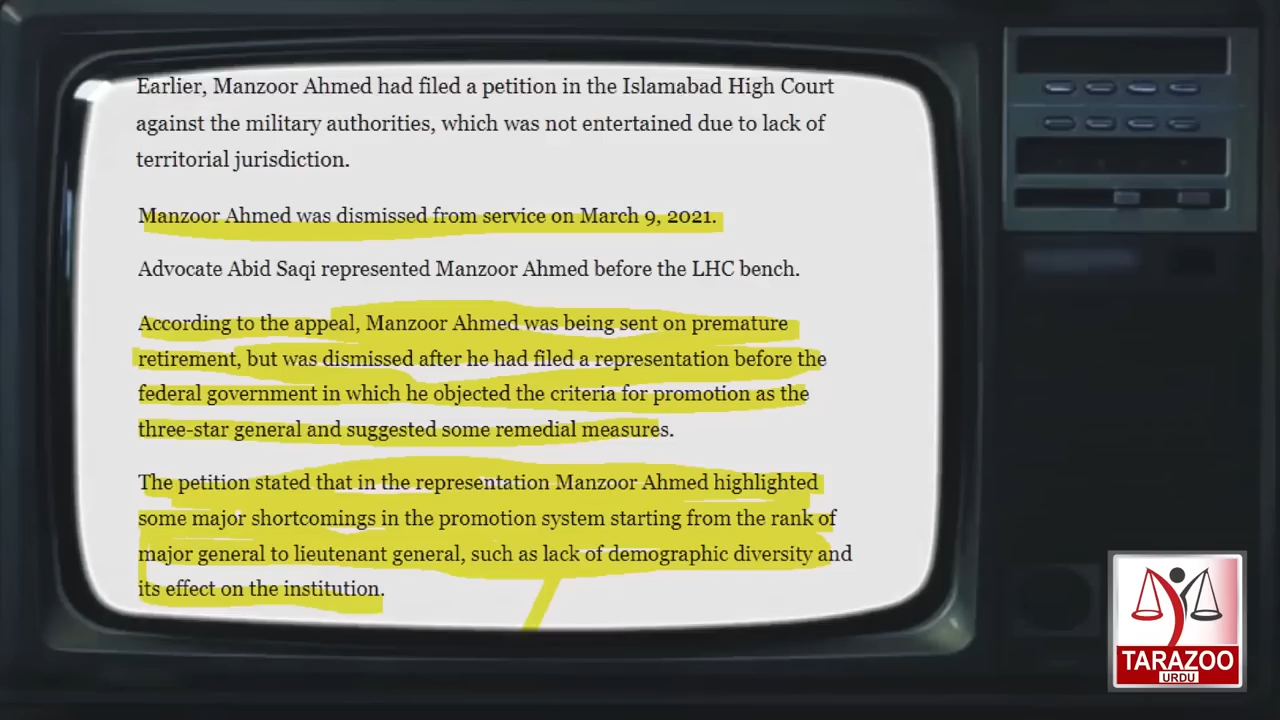 Earlier, Manzoor Ahmed had filed a petition in the Islamabad High Court
against the military authorities, which was not entertained due to lack of
territorial jurisdiction.
Manzoor Ahmed was dismissed from service on March 9, 2021.
Advocate Abid Saqi represented Manzoor Ahmed before the LHC bench.
According to the appeal, Manzoor Ahmed was being sent on premature
retirement, but was dismissed after he had filed a representation before the
federal government in which he objected the criteria for promotion as the
three-star general and suggested some remedial measures.
The petition stated that in the representation Manzoor Ahmed highlighted
some major shortcomings in the promotion system starting from the rank of
major general to lieutenant general, such as lack of demographic diversity and
its effect on the institution.
TARAZOO
URDU